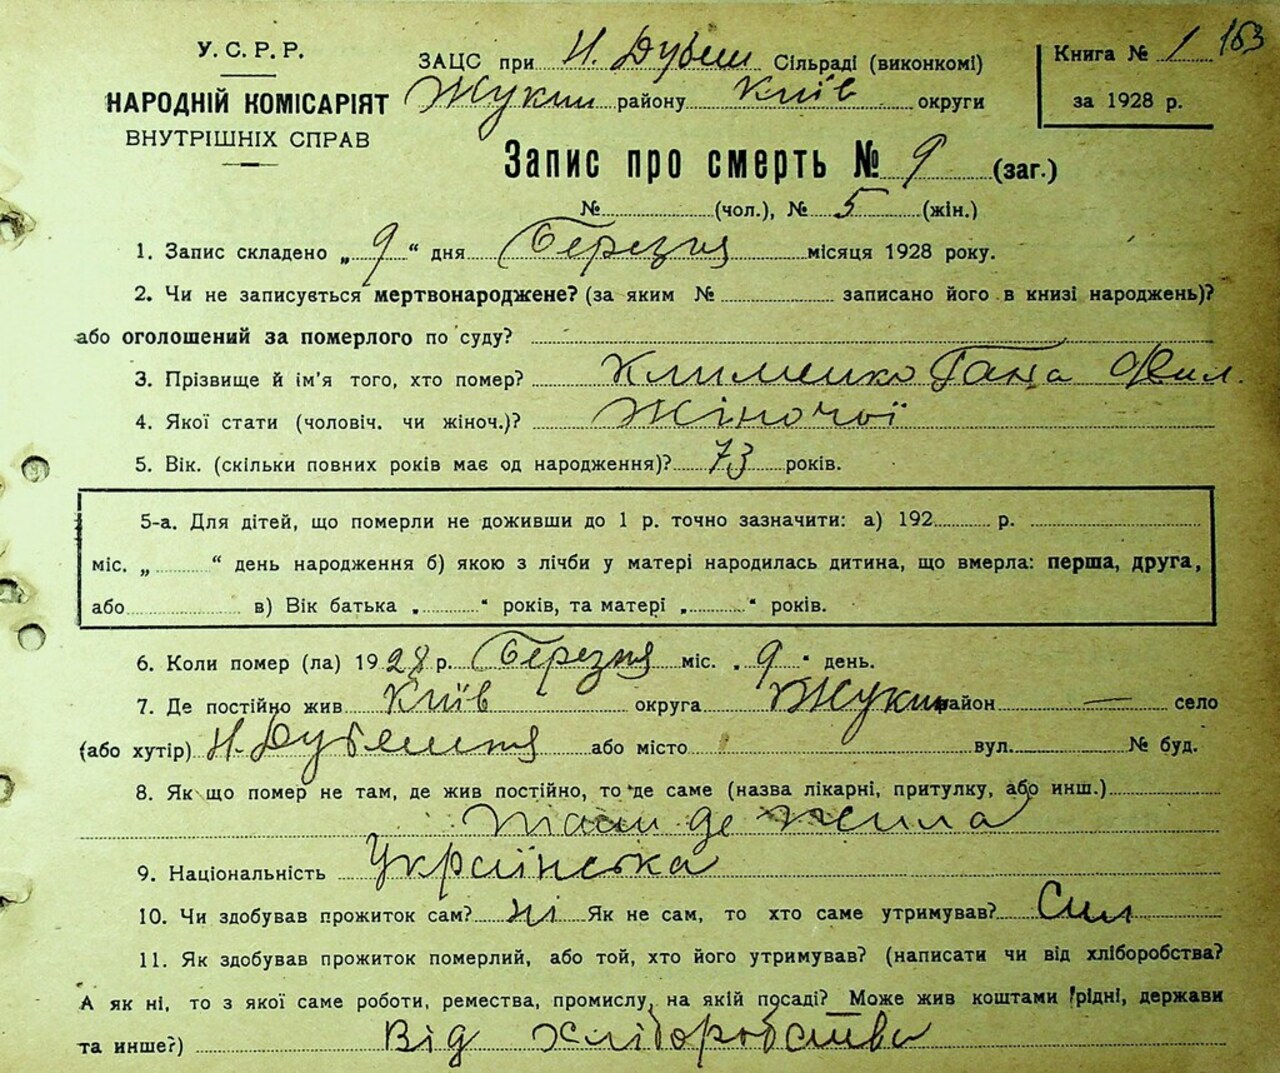 У. С. Р. Р.
НАРОДНІЙ КОМІСАРІЯТ
ВНУТРІШНІХ СПРАВ
ЗАЦС при Н. Дубеш Сільраді (виконкомі)
Жукин району Київ округи
Книга № 1 163
за 1928 р.
Запис про смерть № 9 (заг.)
№ (чол.), № 5 (жін.)
1. Запис складено „ 9 “ дня Березня місяця 1928 року.
2. Чи не записується мертвонароджене? (за яким № записано його в книзі народжень)?
або оголошений за померлого по суду?
3. Прізвище й ім'я того, хто помер? Клименко Ганна Фил.
4. Якої стати (чоловіч. чи жіноч.)? Жіночої
5. Вік. (скільки повних років має од народження)? 73 років.
5-а. Для дітей, що померли не доживши до 1 р. точно зазначити: а) 192 р.
міс. „ “ день народження б) якою з лічби у матері народилась дитина, що вмерла: перша, друга,
або в) Вік батька „ “ років, та матері „ “ років.
6. Коли помер (ла) 1928 р. Березня міс. „ 9 “ день.
7. Де постійно жив Київ округа Жукин район — село
(або хутір) Н. Дубешня або місто вул. № буд.
8. Як що помер не там, де жив постійно, то де саме (назва лікарні, притулку, або инш.)
там де жила
9. Національність Українська
10. Чи здобував прожиток сам? ні Як не сам, то хто саме утримував? Син
11. Як здобував прожиток померлий, або той, хто його утримував? (написати чи від хліборобства?
А як ні, то з якої саме роботи, ремества, промислу, на якій посаді? Може жив коштами рідні, держави
та инше?) Від хліборобства